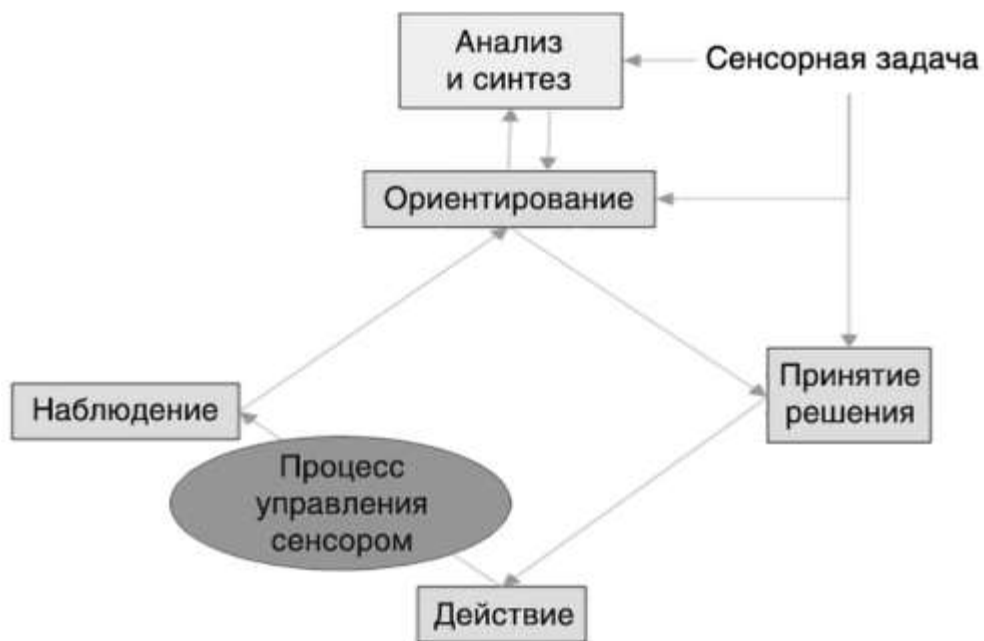 Анализ
и синтез
Сенсорная задача
Ориентирование
Наблюдение
Принятие
решения
Процесс
управления
сенсором
Действие